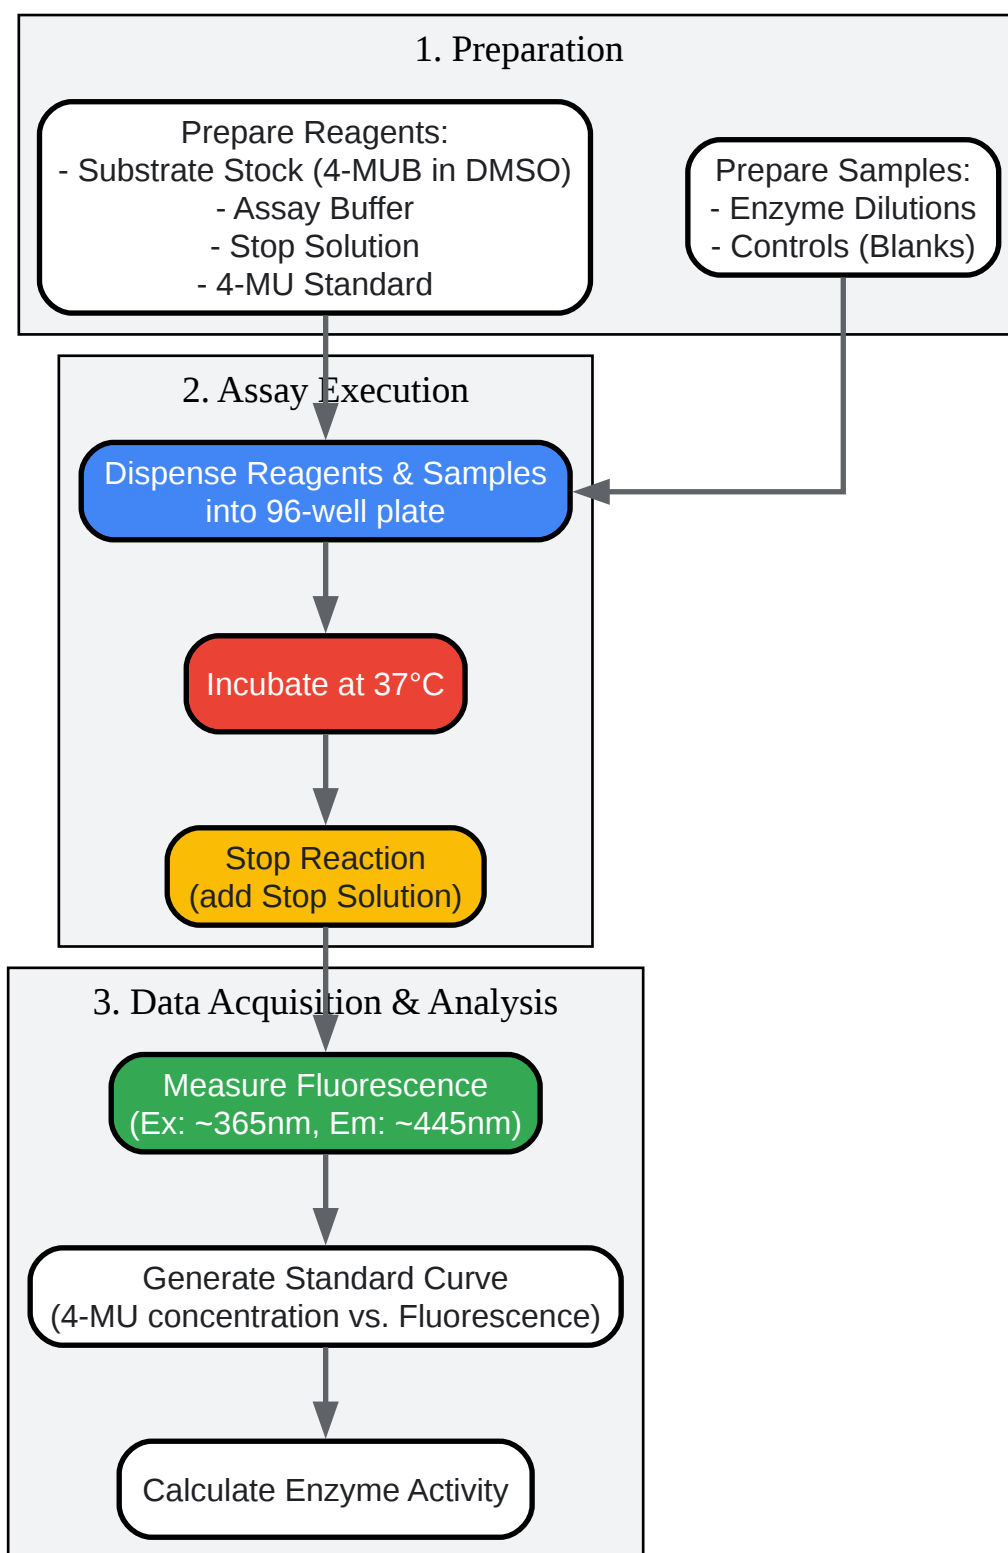 1. Preparation
Prepare Reagents:
- Substrate Stock (4-MUB in DMSO)
- Assay Buffer
- Stop Solution
- 4-MU Standard
Prepare Samples:
- Enzyme Dilutions
- Controls (Blanks)
2. Assay Execution
Dispense Reagents & Samples
into 96-well plate
Incubate at 37°C
Stop Reaction
(add Stop Solution)
3. Data Acquisition & Analysis
Measure Fluorescence
(Ex: ~365nm, Em: ~445nm)
Generate Standard Curve
(4-MU concentration vs. Fluorescence)
Calculate Enzyme Activity